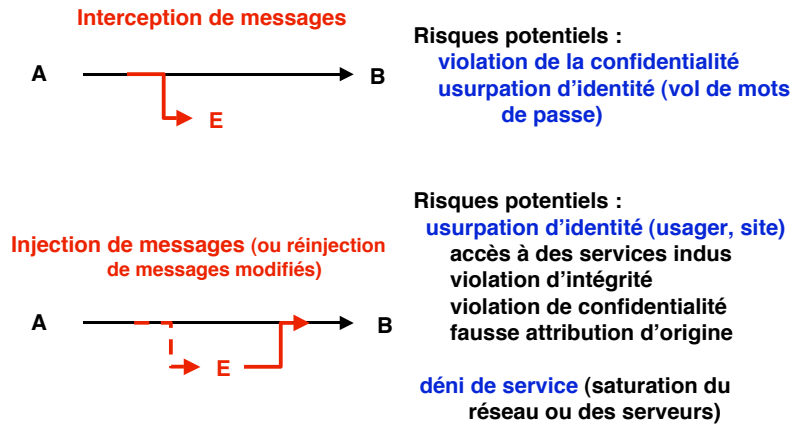 Interception de messages
A
B
E
Risques potentiels :
violation de la confidentialité
usurpation d'identité (vol de mots
de passe)
Injection de messages (ou réinjection
de messages modifiés)
A
B
E
Risques potentiels :
usurpation d'identité (usager, site)
accès à des services indus
violation d'intégrité
violation de confidentialité
fausse attribution d'origine
déni de service (saturation du
réseau ou des serveurs)